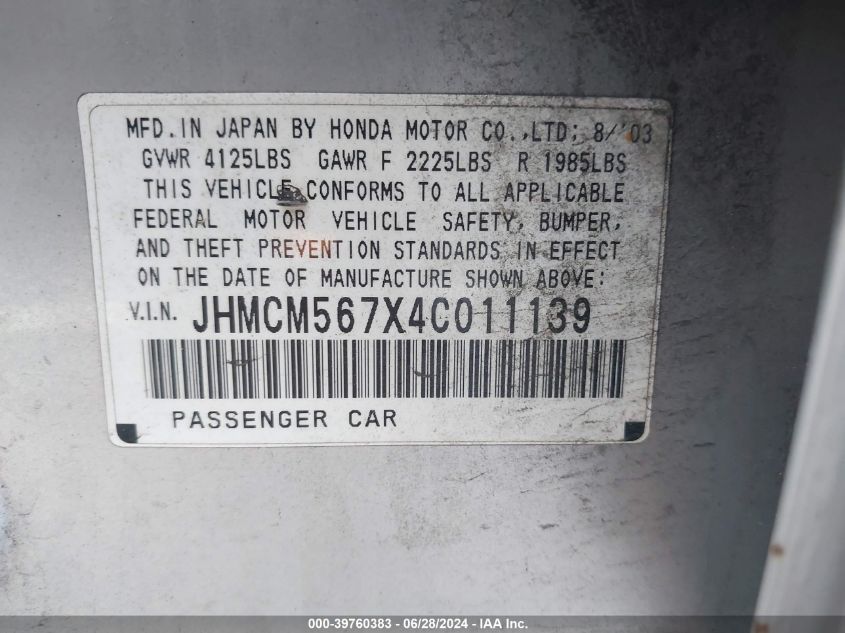 MFD.IN JAPAN BY HONDA MOTOR CO.,LTD; 8/'03
GVWR 4125LBS GAWR F 2225LBS R 1985LBS
THIS VEHICLE CONFORMS TO ALL APPLICABLE
FEDERAL MOTOR VEHICLE SAFETY, BUMPER,
AND THEFT PREVENTION STANDARDS IN EFFECT
ON THE DATE OF MANUFACTURE SHOWN ABOVE:
V.I.N. JHMCM567X4C011139
PASSENGER CAR
000-39760383 / 06/28/2024 - IAA Inc.